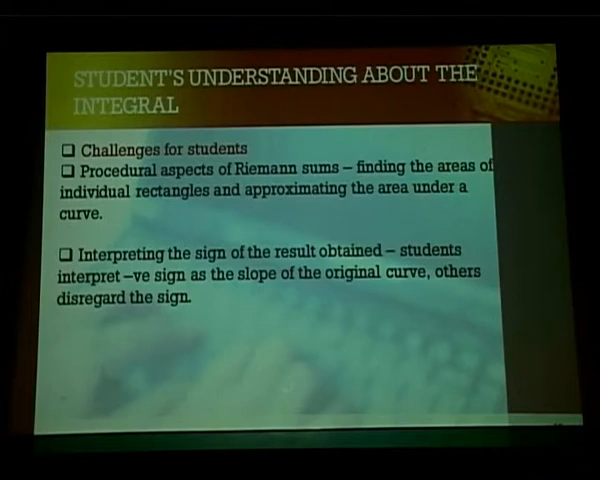 STUDENT'S UNDERSTANDING ABOUT THE
INTEGRAL
❑ Challenges for students
❑ Procedural aspects of Riemann sums – finding the areas of
individual rectangles and approximating the area under a
curve.
❑ Interpreting the sign of the result obtained – students
interpret –ve sign as the slope of the original curve, others
disregard the sign.